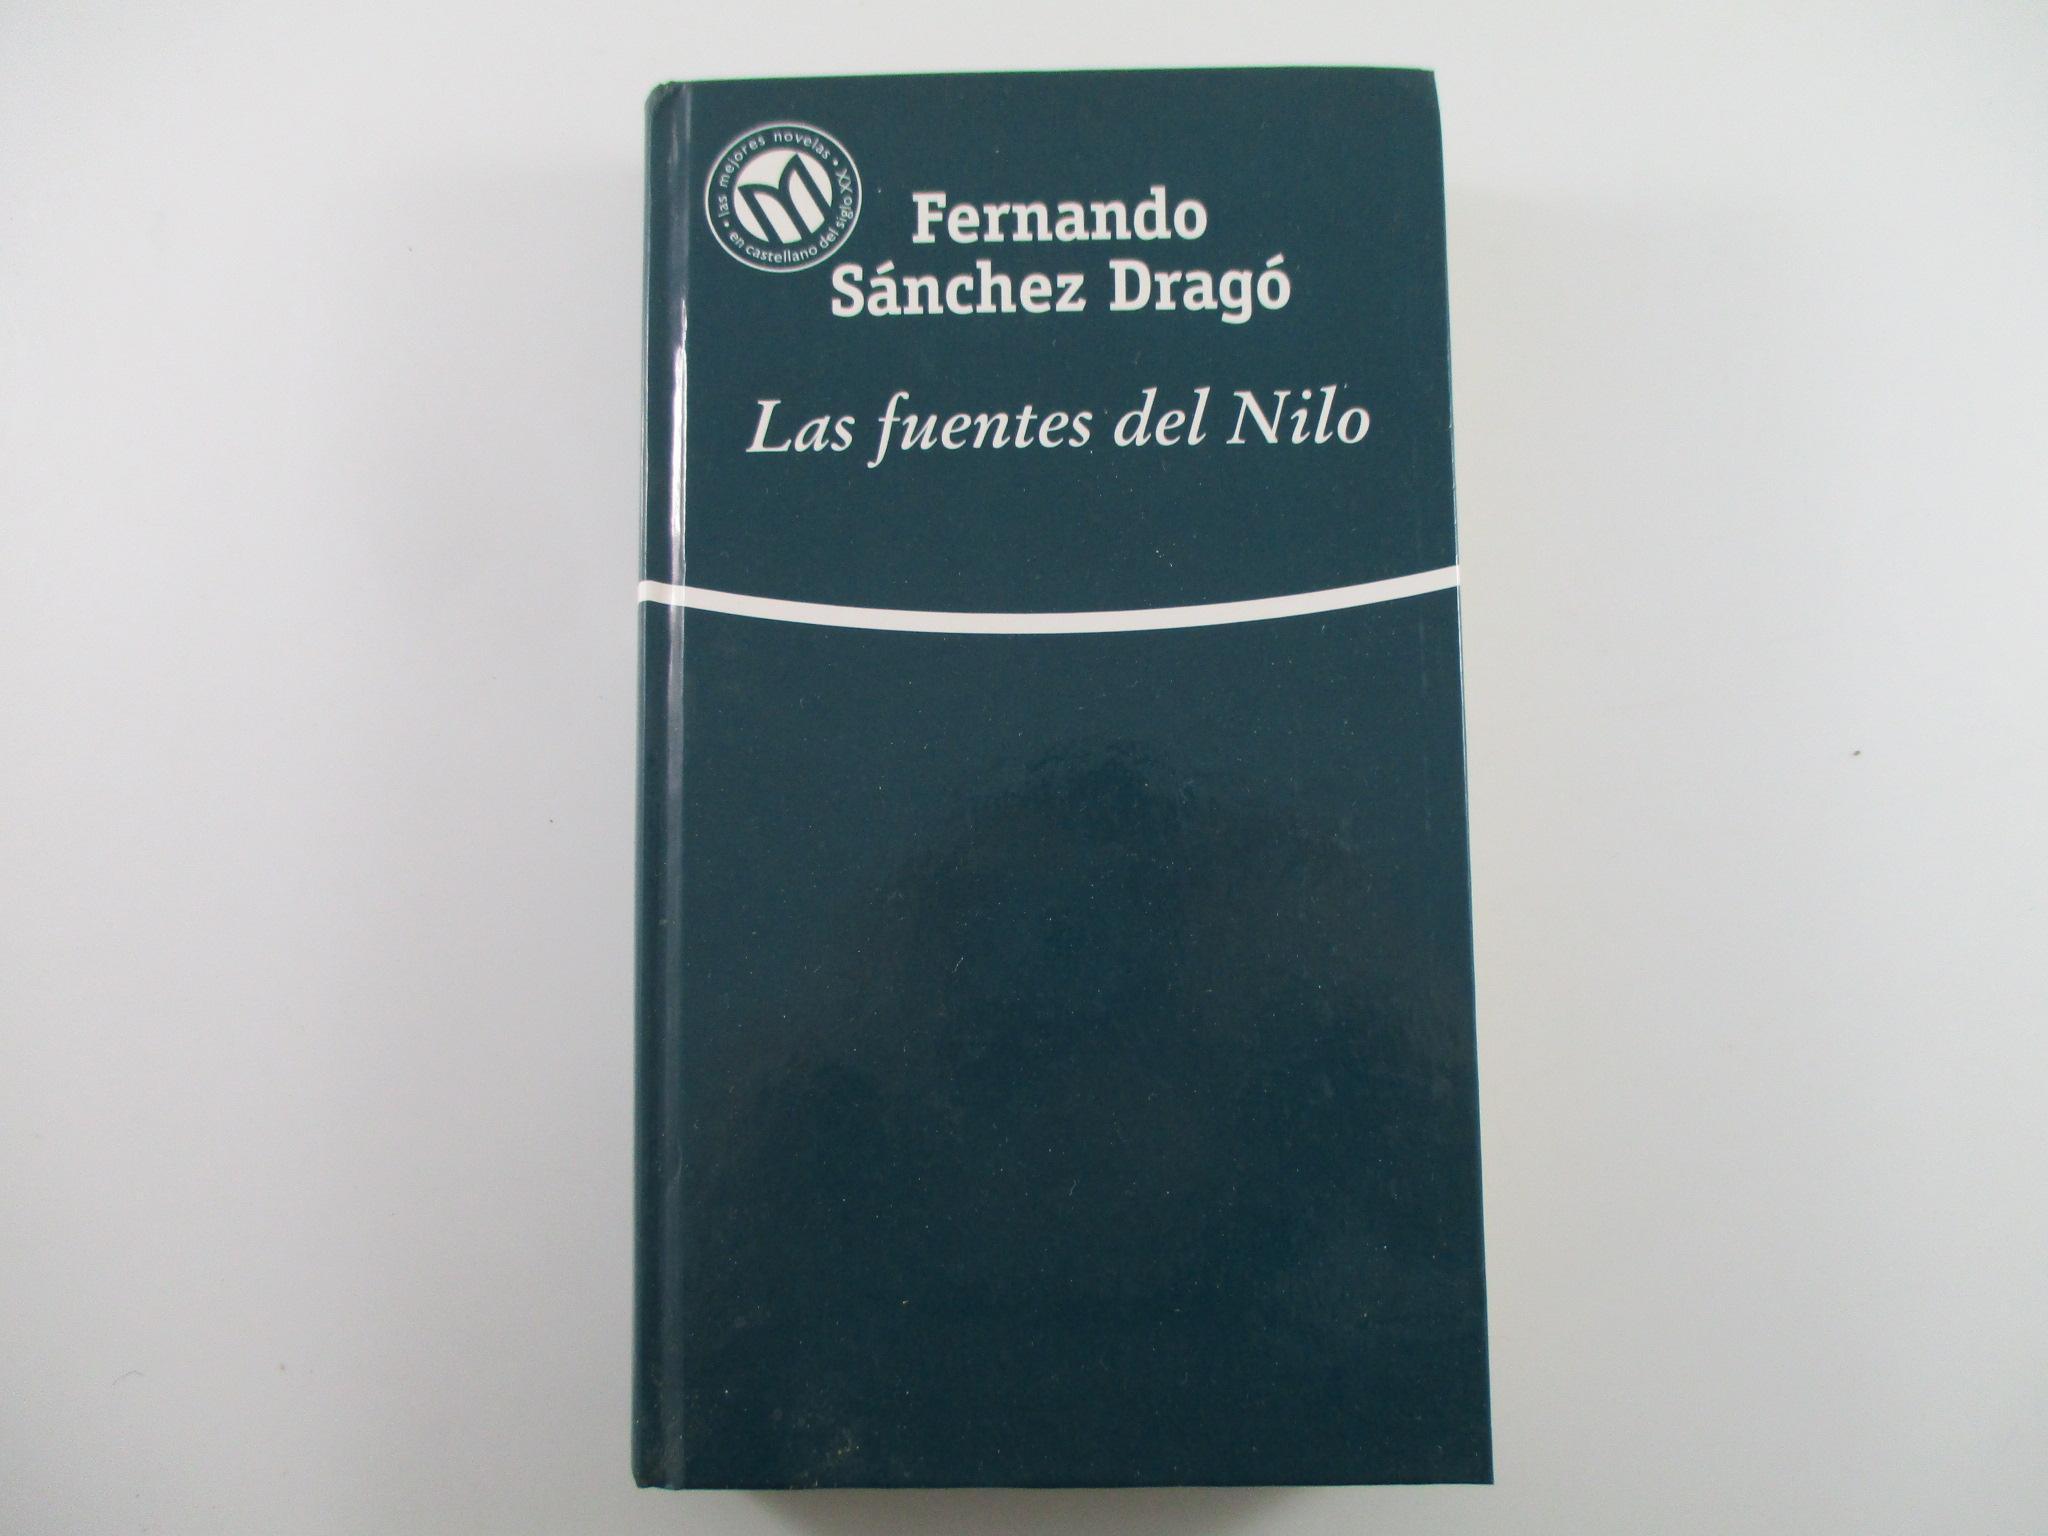 las mejores novelas
en castellano del siglo XX
Fernando
Sánchez Dragó
Las fuentes del Nilo